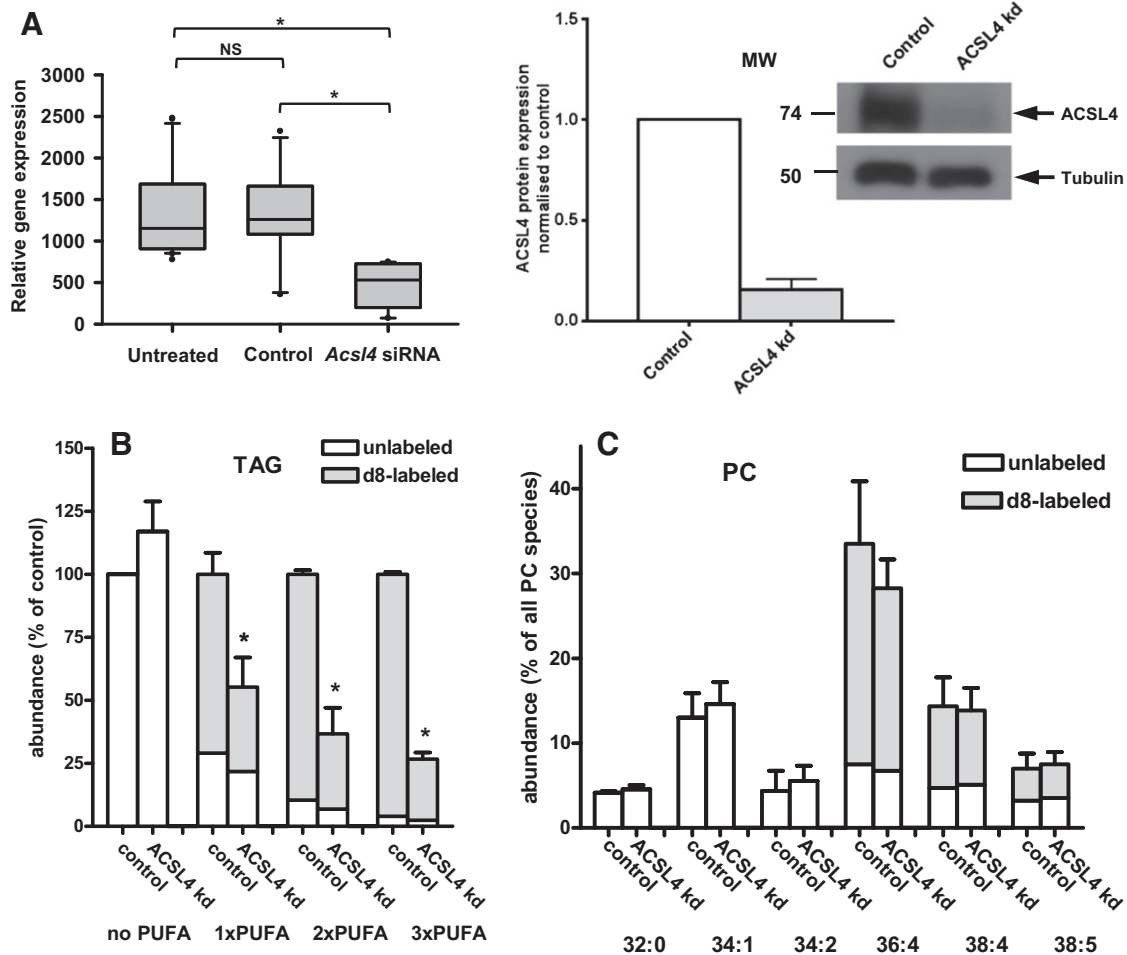 A
*
NS
*
Relative gene expression
3000
2500
2000
1500
1000
500
0
Untreated
Control
Acsl4 siRNA
ACSL4 protein expression
normalised to control
1.5
1.0
0.5
0.0
Control
ACSL4 kd
MW
Control
ACSL4 kd
74
ACSL4
50
Tubulin
B
TAG
unlabeled
d8-labeled
abundance (% of control)
150
125
100
75
50
25
0
*
*
*
control
ACSL4 kd
control
ACSL4 kd
control
ACSL4 kd
control
ACSL4 kd
no PUFA
1xPUFA
2xPUFA
3xPUFA
C
PC
unlabeled
d8-labeled
abundance (% of all PC species)
40
30
20
10
0
control
ACSL4 kd
control
ACSL4 kd
control
ACSL4 kd
control
ACSL4 kd
control
ACSL4 kd
control
ACSL4 kd
32:0
34:1
34:2
36:4
38:4
38:5